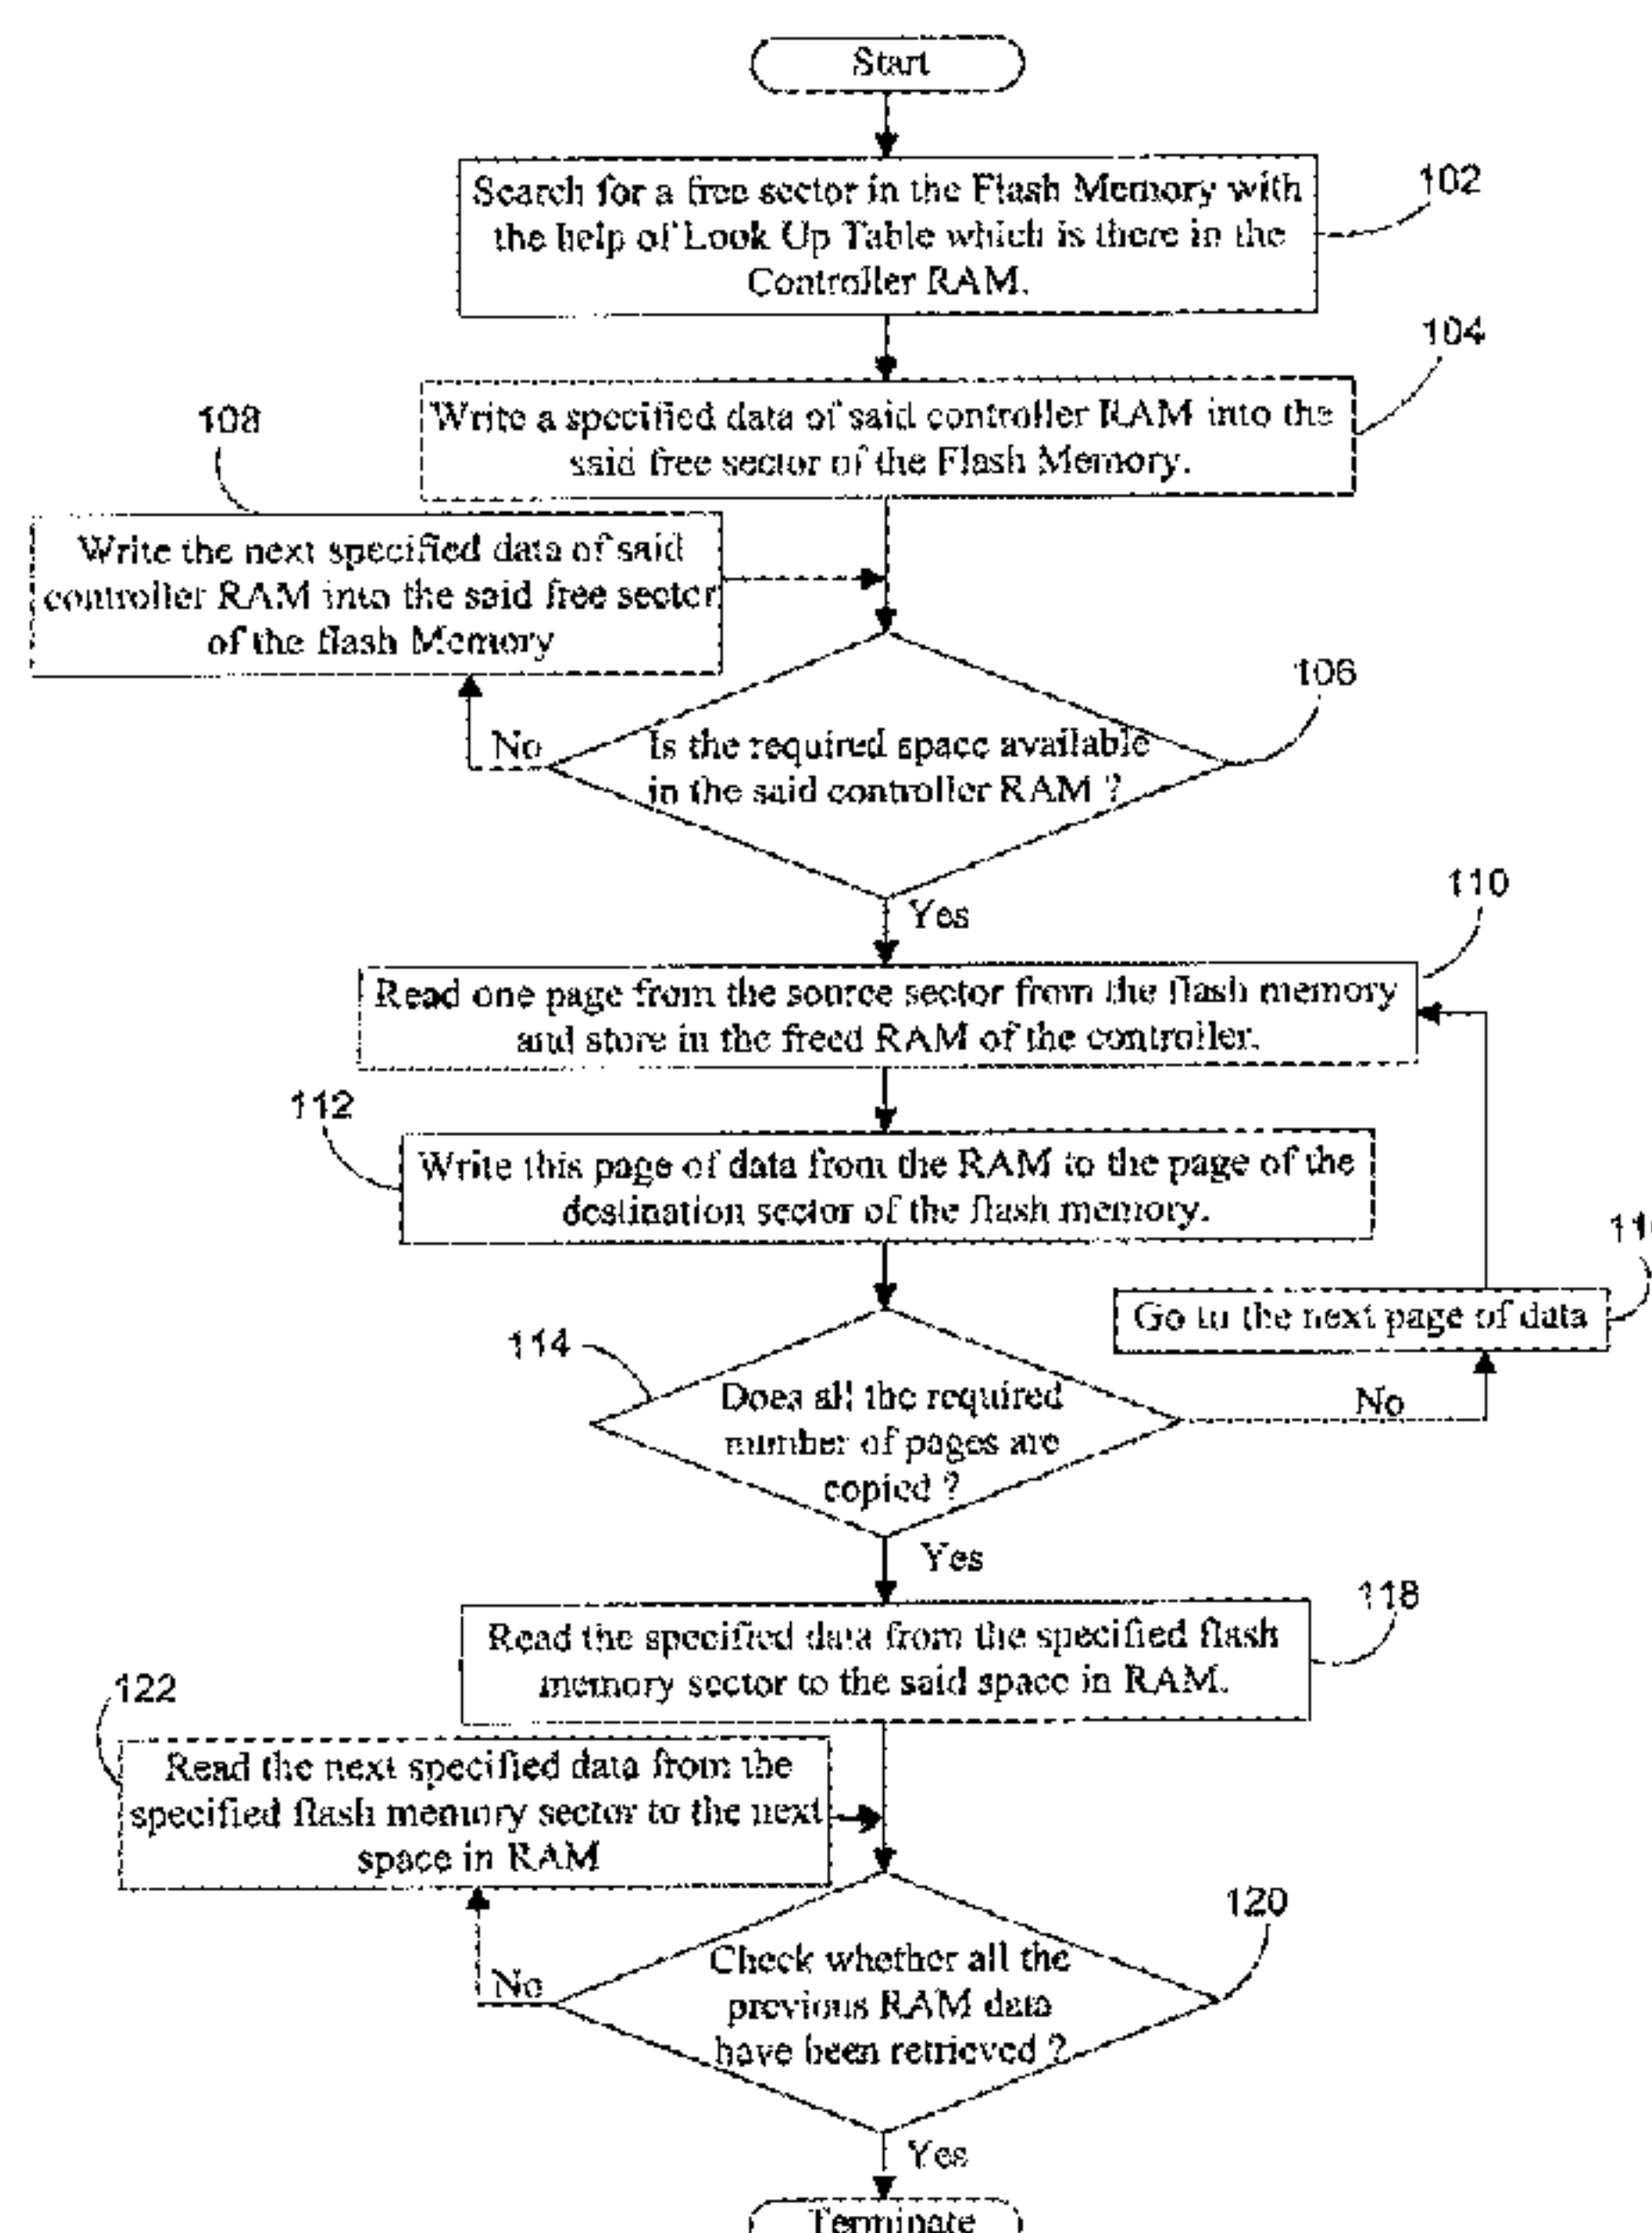 Start
Search for a free sector in the Flash Memory with
the help of Look Up Table which is there in the
Controller RAM.
102
104
Write a specified data of said controller RAM into the
said free sector of the Flash Memory.
108
Write the next specified data of said
controller RAM into the said free sector
of the flash Memory
106
No
Is the required space available
in the said controller RAM ?
Yes
110
Read one page from the source sector from the flash memory
and store in the freed RAM of the controller.
112
Write this page of data from the RAM to the page of the
destination sector of the flash memory.
Go to the next page of data
114
Does all the required
number of pages are
copied ?
No
Yes
118
Read the specified data from the specified flash
memory sector to the said space in RAM.
122
Read the next specified data from the
specified flash memory sector to the next
space in RAM
120
No
Check whether all the
previous RAM data
have been retrieved ?
Yes
Terminate